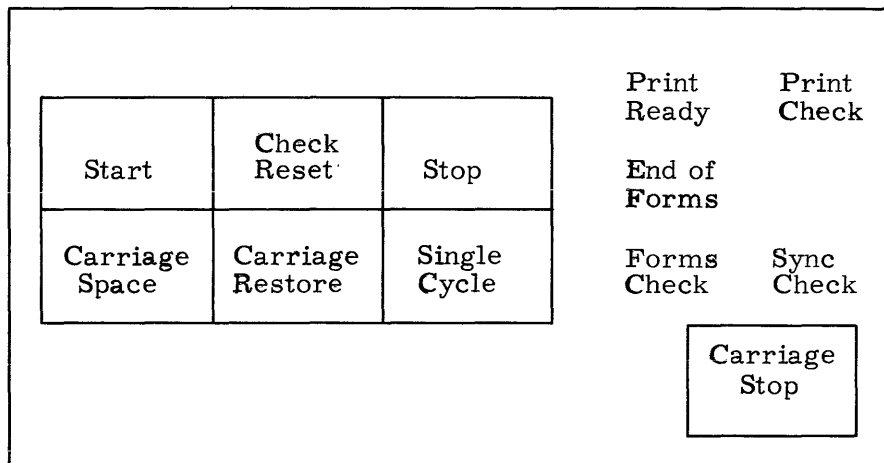 Print Print
Ready Check
Check
Start Reset Stop
End of
Forms
Carriage Carriage Single
Space Restore Cycle
Forms Sync
Check Check
Carriage
Stop